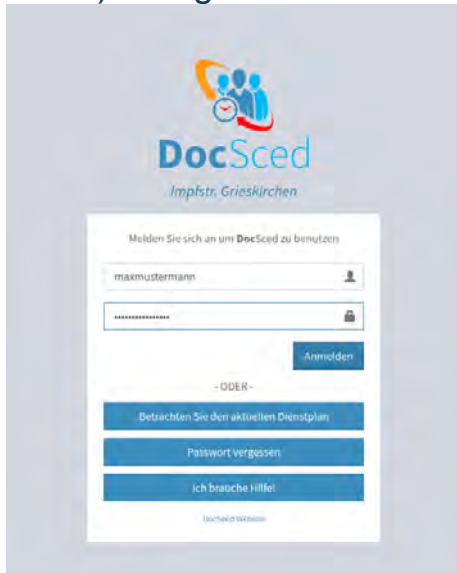 DocSced
Impfstr. Grieskirchen
Melden Sie sich an um DocSced zu benutzen
maxmustermann
Anmelden
- ODER -
Betrachten Sie den aktuellen Dienstplan
Passwort vergessen
Ich brauche Hilfe!
DocSced Webseite